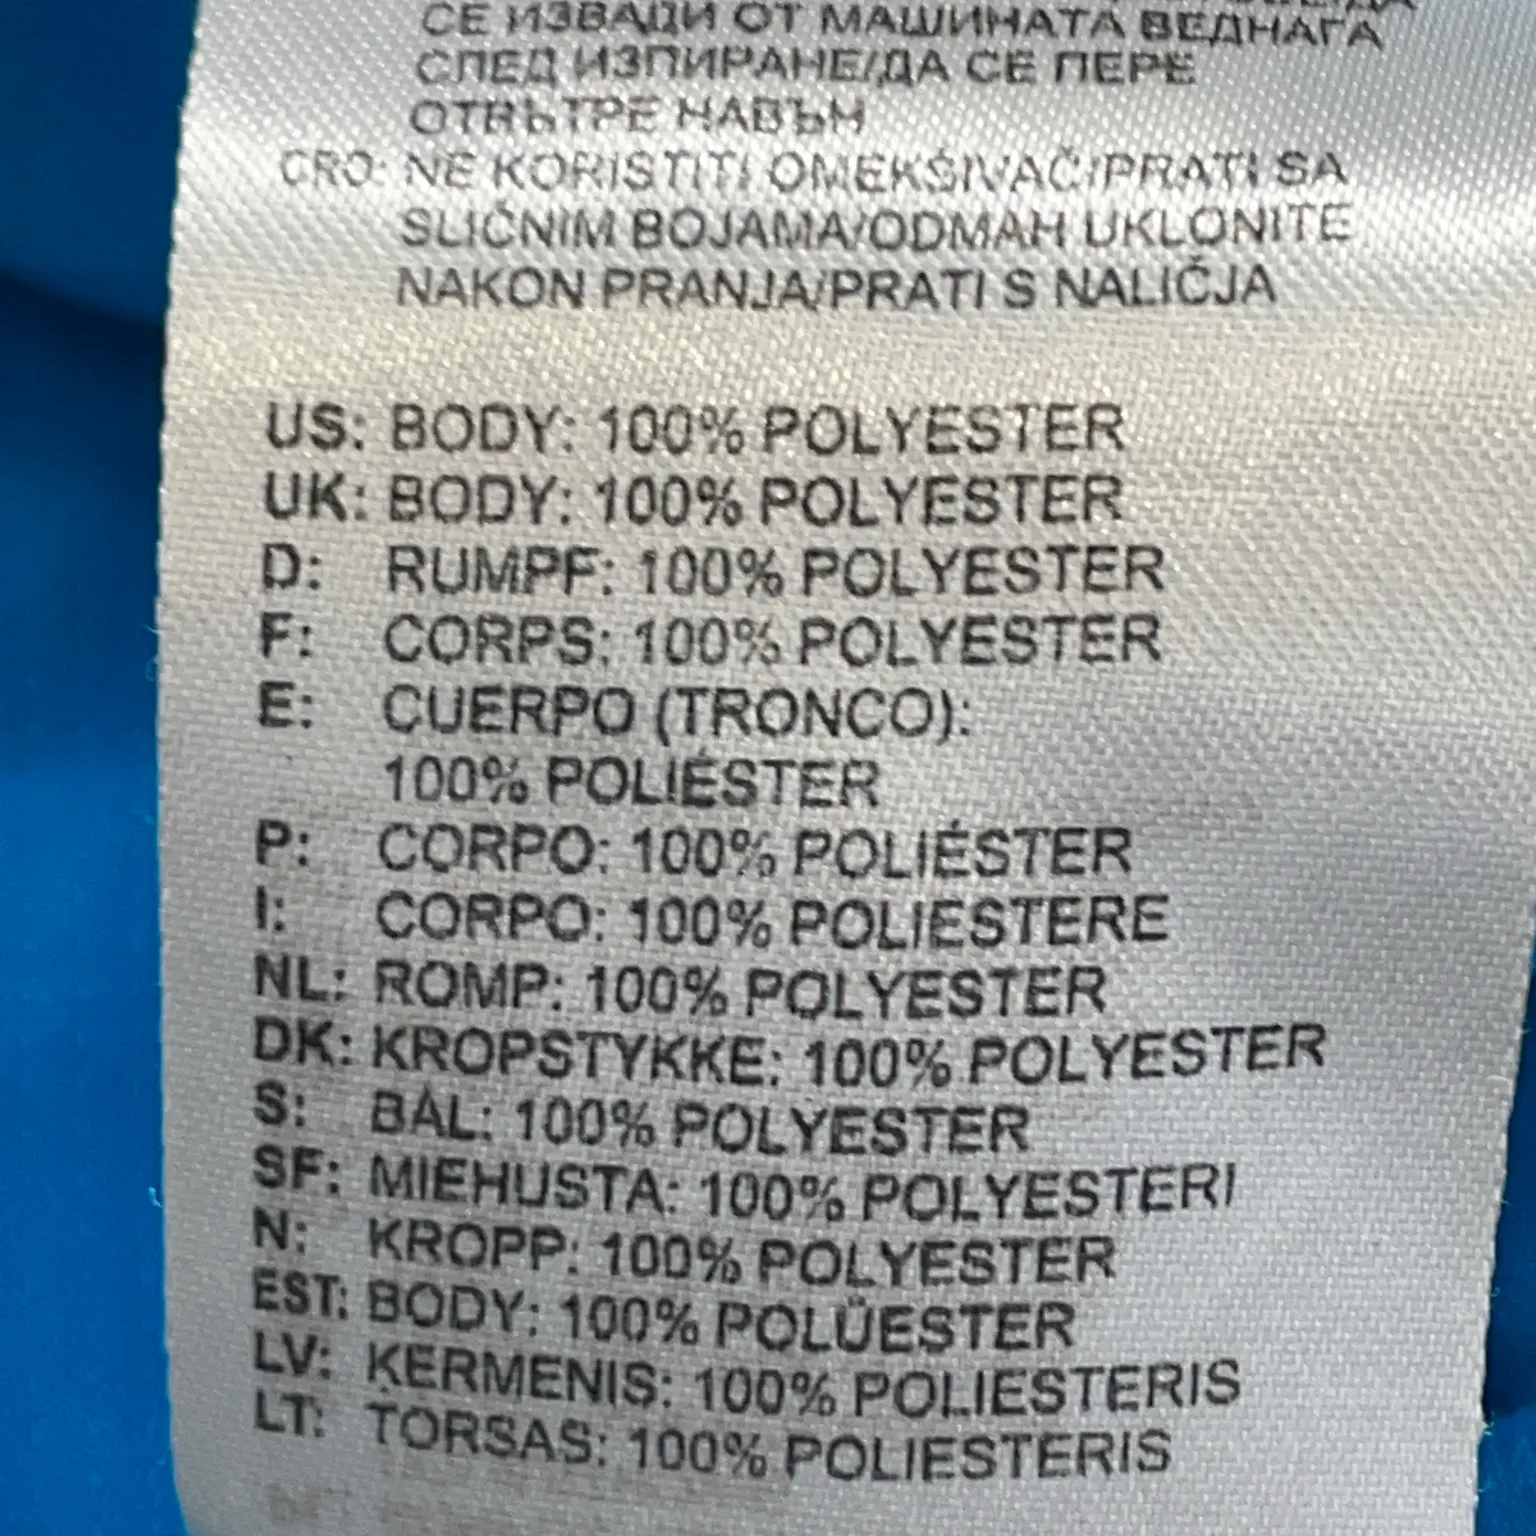 СЕ ИЗВАДИ ОТ МАШИНАТА ВЕДНАГА
СЛЕД ИЗПИРАНЕ/ДА СЕ ПЕРЕ
ОТВЪТРЕ НАВЪН
CRO: NE KORISTITI OMEKŠIVAČ/PRATI SA
SLIČNIM BOJAMA/ODMAH UKLONITE
NAKON PRANJA/PRATI S NALIČJA
US: BODY: 100% POLYESTER
UK: BODY: 100% POLYESTER
D: RUMPF: 100% POLYESTER
F: CORPS: 100% POLYESTER
E: CUERPO (TRONCO):
100% POLIÉSTER
P: CORPO: 100% POLIÉSTER
I: CORPO: 100% POLIESTERE
NL: ROMP: 100% POLYESTER
DK: KROPSTYKKE: 100% POLYESTER
S: BÅL: 100% POLYESTER
SF: MIEHUSTA: 100% POLYESTERI
N: KROPP: 100% POLYESTER
EST: BODY: 100% POLÜESTER
LV: ĶERMENIS: 100% POLIESTERIS
LT: TORSAS: 100% POLIESTERIS